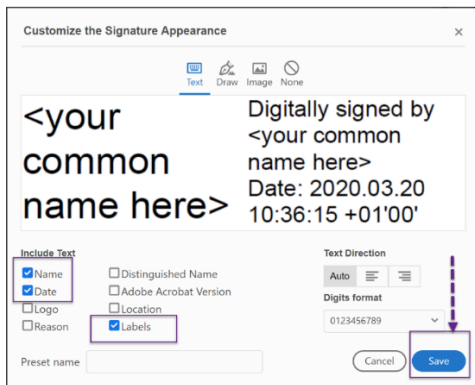 Customize the Signature Appearance
Text Draw Image None
<your
common
name here>
Digitally signed by
<your common
name here>
Date: 2020.03.20
10:36:15 +01'00'
Include Text
Name
Distinguished Name
Date
Adobe Acrobat Version
Logo
Location
Reason
Labels
Text Direction
Auto
Digits format
0123456789
Preset name
Cancel
Save